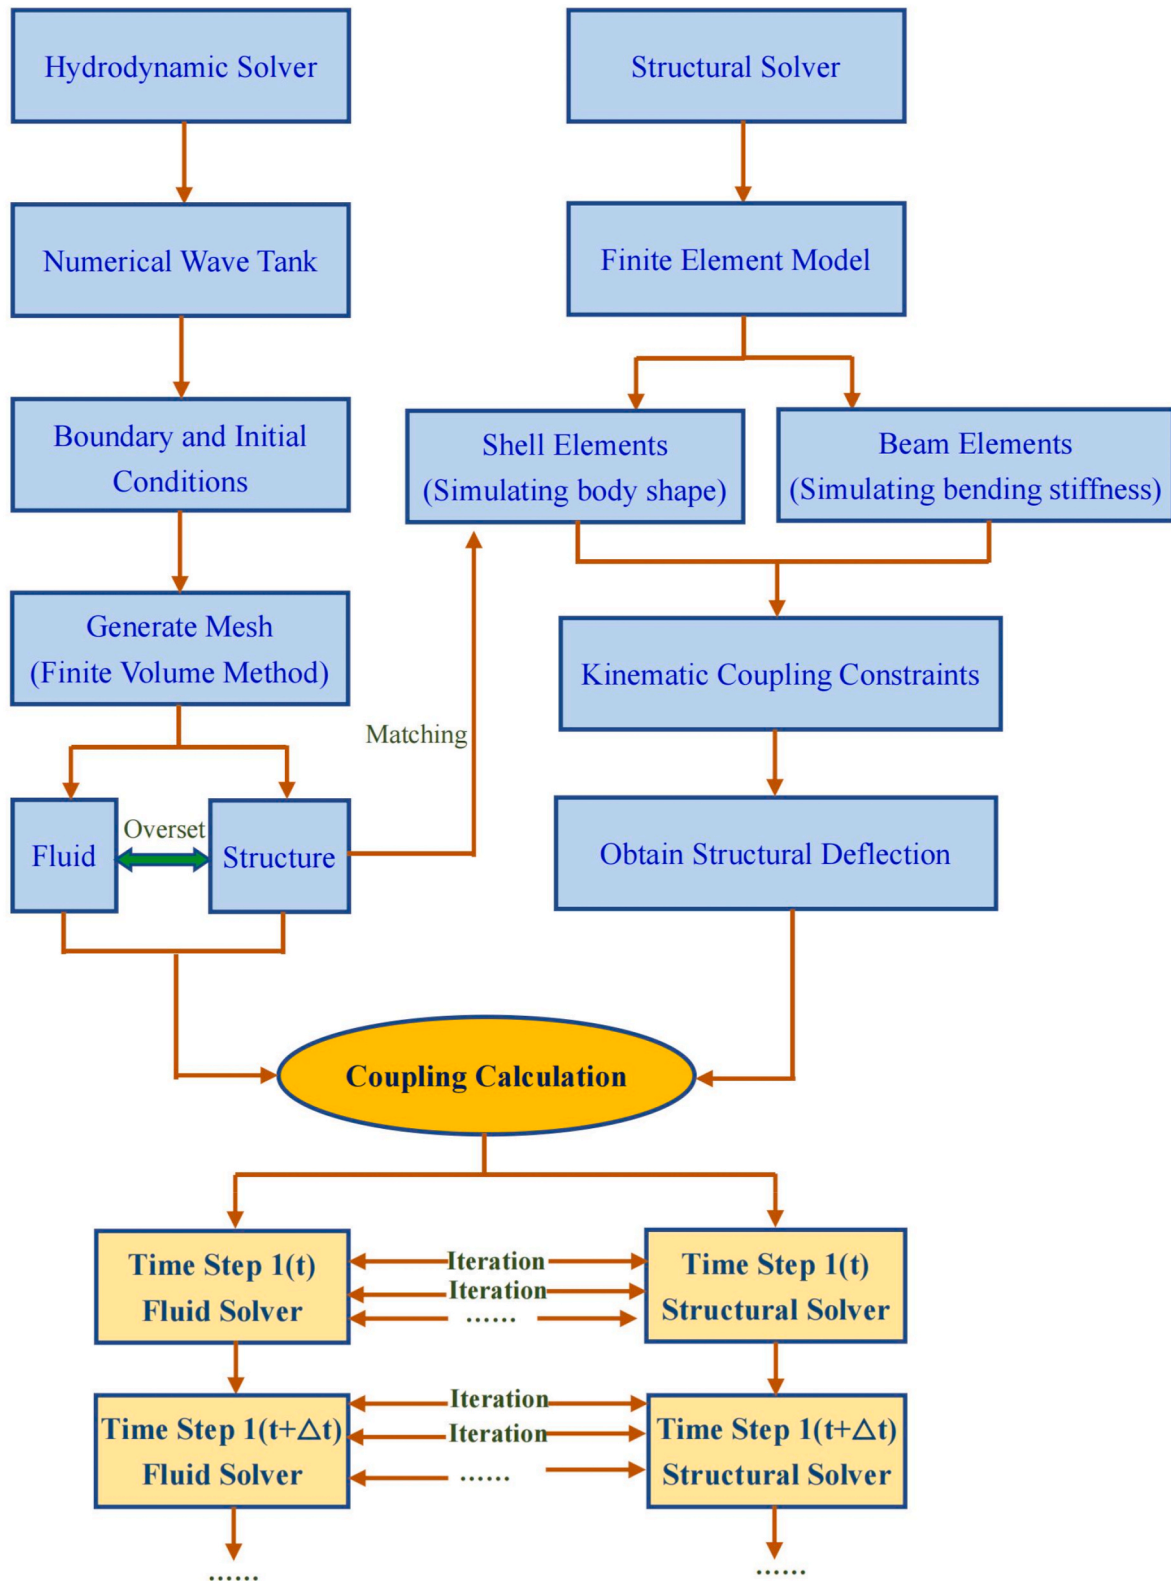 Hydrodynamic Solver
Structural Solver
Numerical Wave Tank
Finite Element Model
Boundary and Initial
Conditions
Shell Elements
(Simulating body shape)
Beam Elements
(Simulating bending stiffness)
Generate Mesh
(Finite Volume Method)
Kinematic Coupling Constraints
Matching
Fluid
Overset
Structure
Obtain Structural Deflection
Coupling Calculation
Time Step 1(t)
Fluid Solver
Iteration
Iteration
......
Time Step 1(t)
Structural Solver
Time Step 1(t+△t)
Fluid Solver
Iteration
Iteration
......
Time Step 1(t+△t)
Structural Solver
......
......